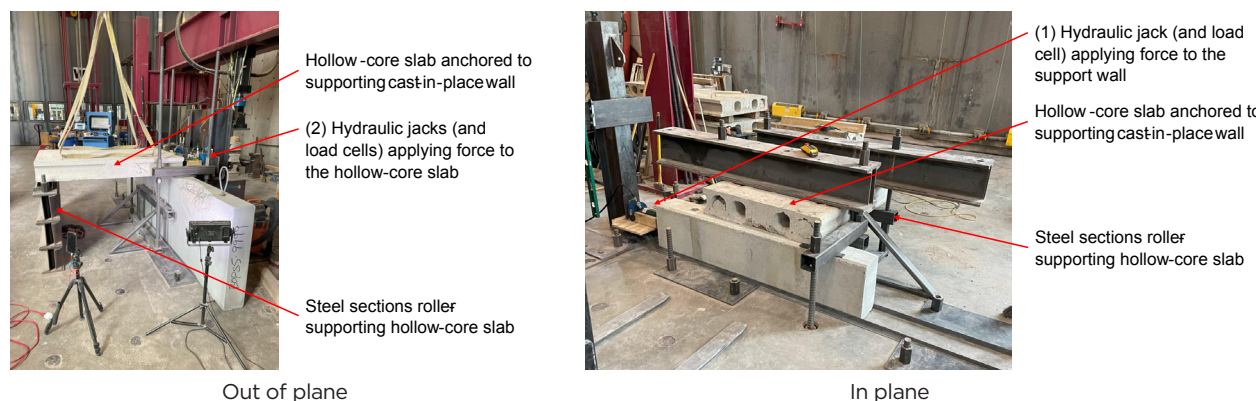 Hollow-core slab anchored to
supporting cast-in-place wall
(2) Hydraulic jacks (and
load cells) applying force to
the hollow-core slab
Steel sections roller-
supporting hollow-core slab
Out of plane
(1) Hydraulic jack (and load
cell) applying force to the
support wall
Hollow-core slab anchored to
supporting cast-in-place wall
Steel sections roller-
supporting hollow-core slab
In plane